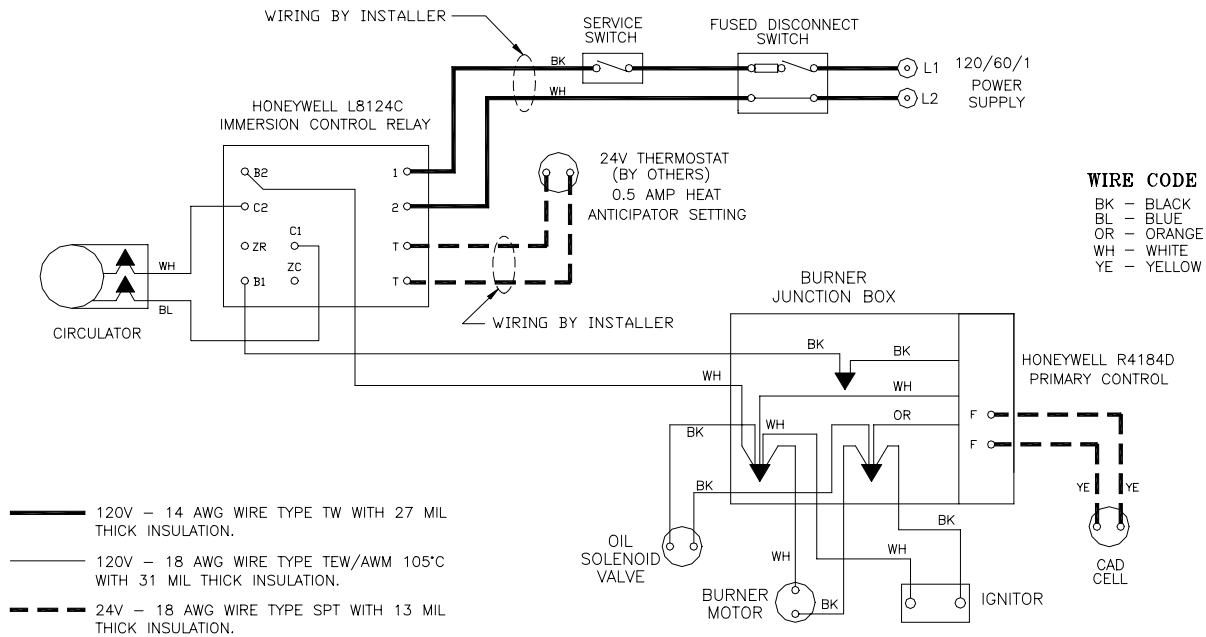 WIRING BY INSTALLER
SERVICE
SWITCH
FUSED DISCONNECT
SWITCH
BK
WH
L1
L2
120/60/1
POWER
SUPPLY
HONEYWELL L8124C
IMMERSION CONTROL RELAY
B2
C2
ZR
B1
C1
ZC
1
2
T
T
24V THERMOSTAT
(BY OTHERS)
0.5 AMP HEAT
ANTICIPATOR SETTING
WIRING BY INSTALLER
WIRE CODE
BK – BLACK
BL – BLUE
OR – ORANGE
WH – WHITE
YE – YELLOW
WH
BL
CIRCULATOR
BURNER
JUNCTION BOX
BK
BK
WH
WH
OR
HONEYWELL R4184D
PRIMARY CONTROL
F
F
BK
WH
BK
YE
YE
CAD
CELL
OIL
SOLENOID
VALVE
WH
WH
BK
BURNER
MOTOR
BK
IGNITOR
120V – 14 AWG WIRE TYPE TW WITH 27 MIL
THICK INSULATION.
120V – 18 AWG WIRE TYPE TEW/AWM 105°C
WITH 31 MIL THICK INSULATION.
24V – 18 AWG WIRE TYPE SPT WITH 13 MIL
THICK INSULATION.